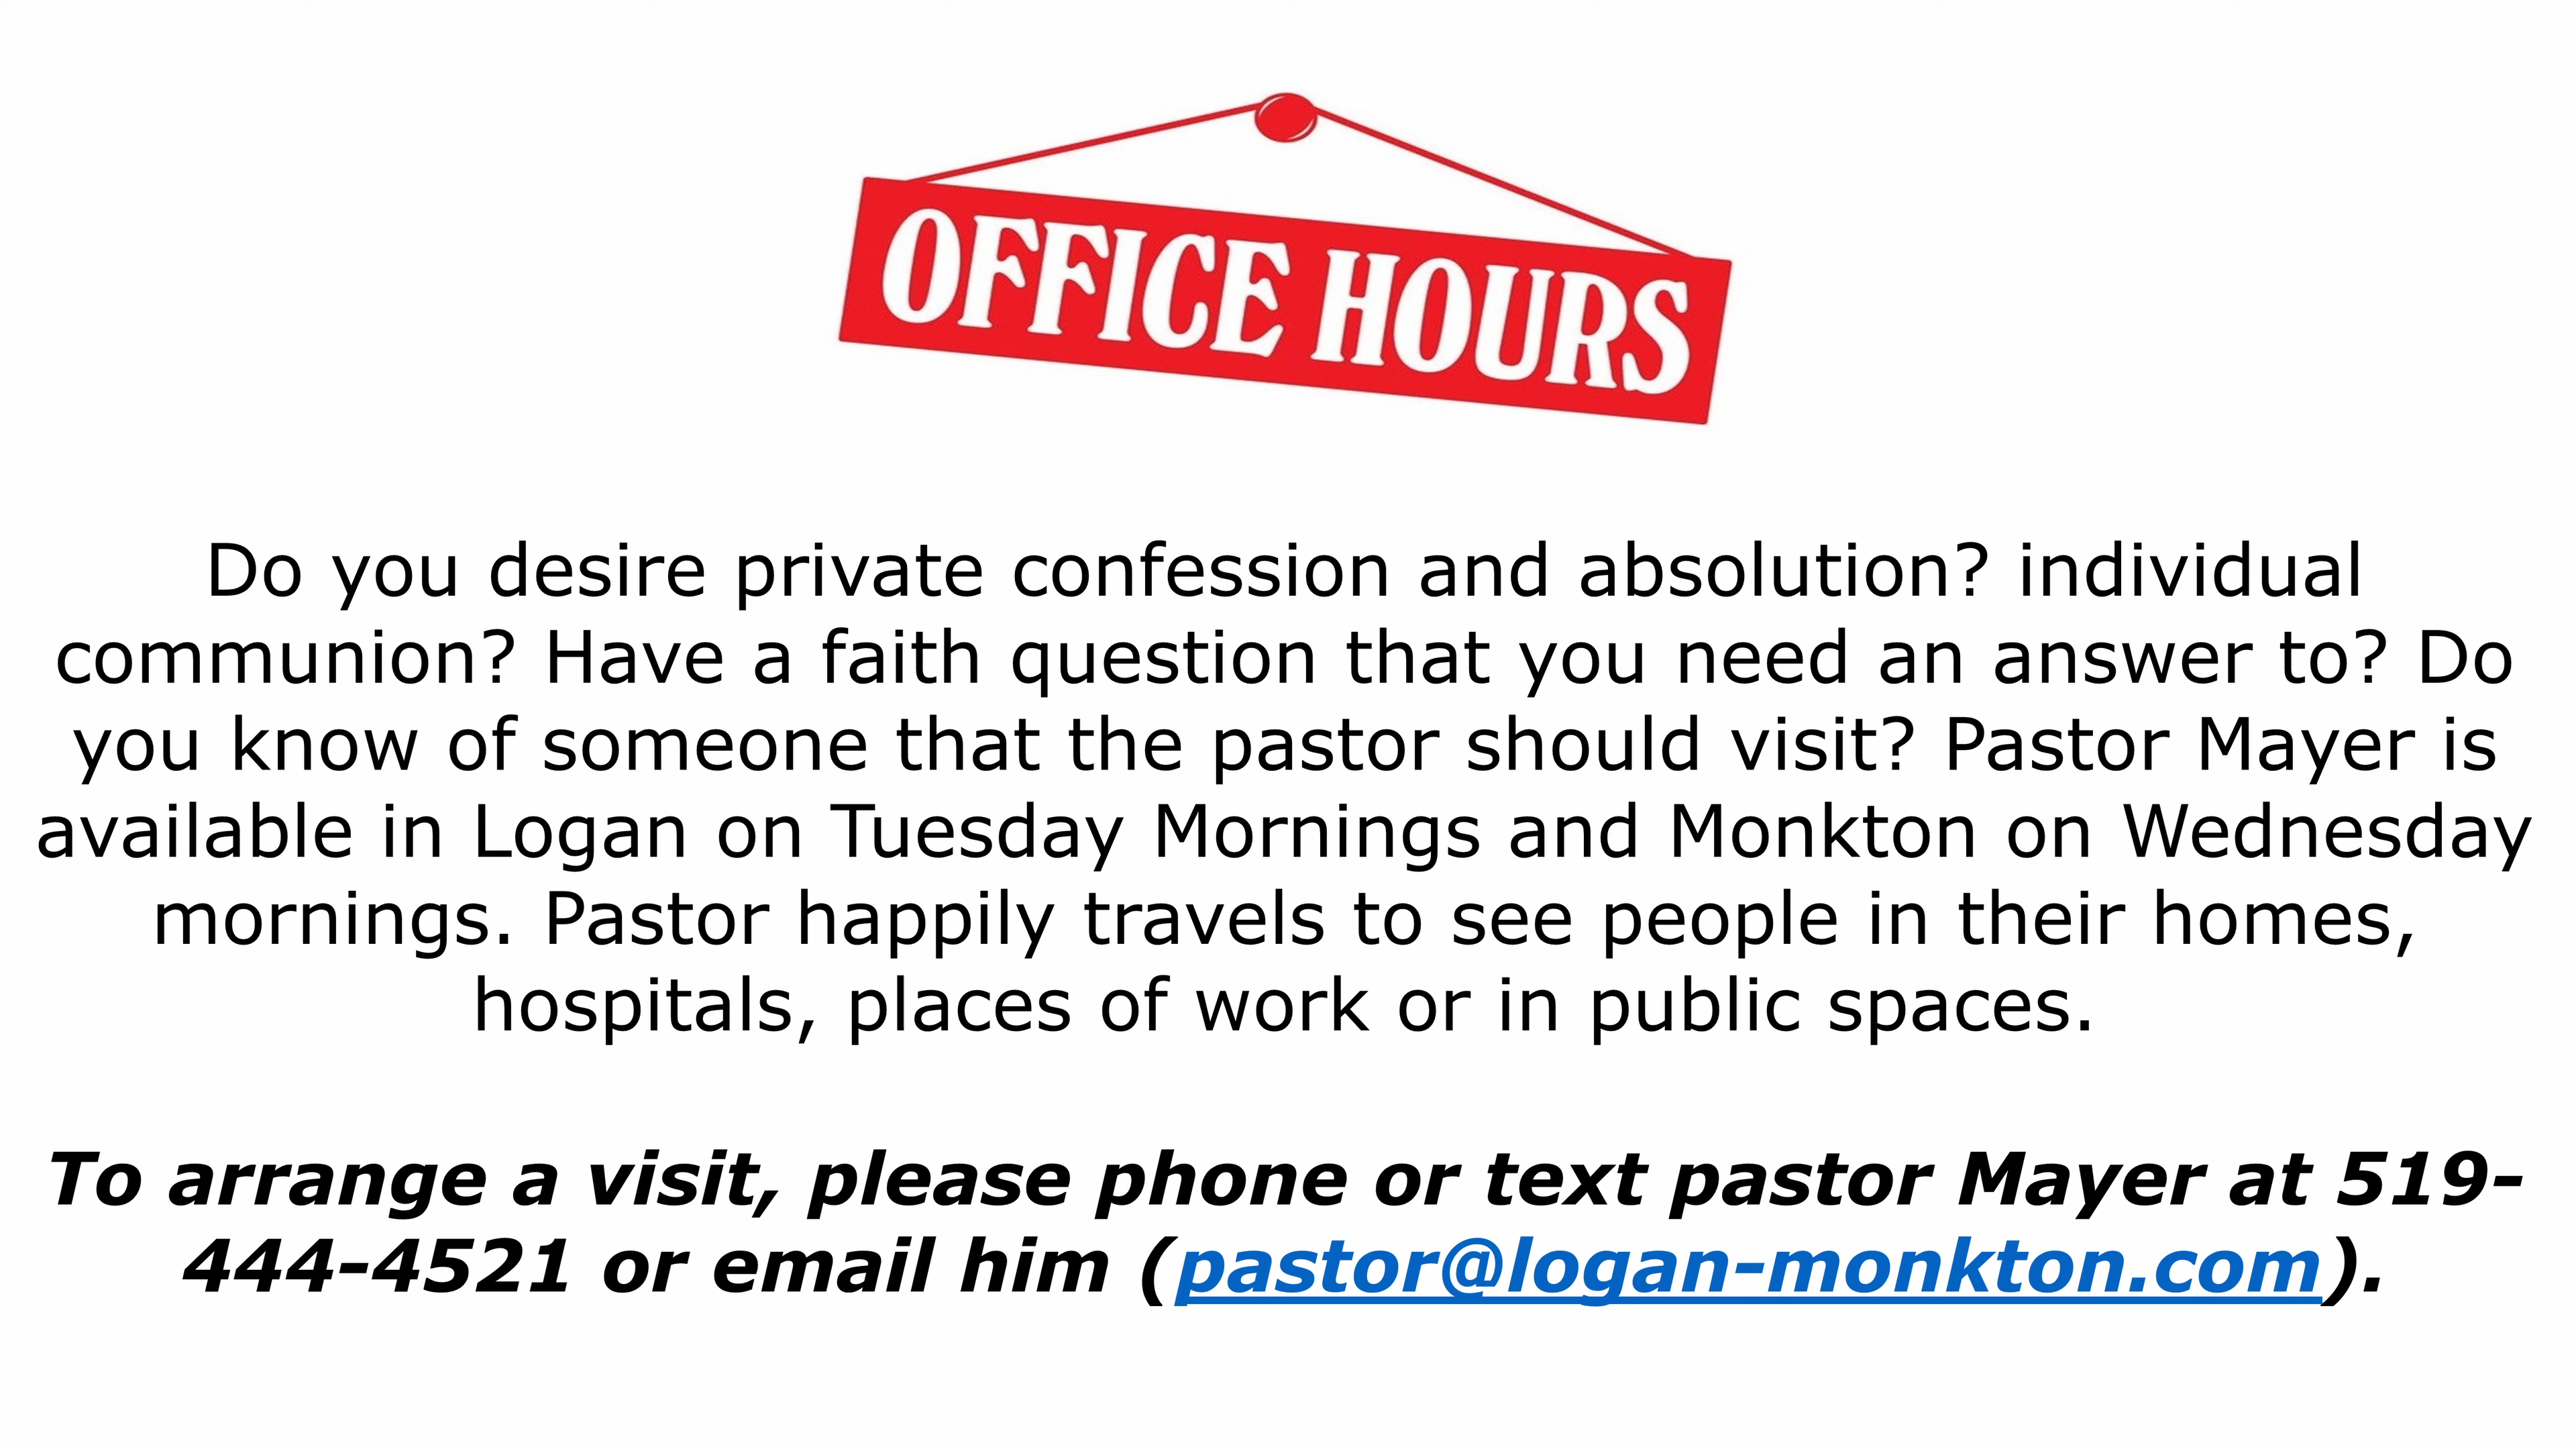 OFFICE HOURS
Do you desire private confession and absolution? individual
communion? Have a faith question that you need an answer to? Do
you know of someone that the pastor should visit? Pastor Mayer is
available in Logan on Tuesday Mornings and Monkton on Wednesday
mornings. Pastor happily travels to see people in their homes,
hospitals, places of work or in public spaces.
To arrange a visit, please phone or text pastor Mayer at 519-
444-4521 or email him (pastor@logan-monkton.com).